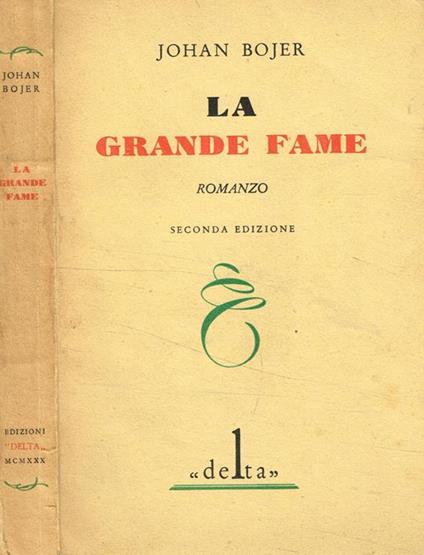 JOHAN
BOJER
LA
GRANDE
FAME
EDIZIONI
"DELTA„
MCMXXX
JOHAN BOJER
LA
GRANDE FAME
ROMANZO
SECONDA EDIZIONE
«delta»